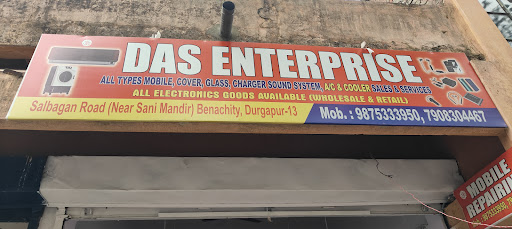 DAS ENTERPRISE
ALL TYPES MOBILE, COVER, GLASS, CHARGER SOUND SYSTEM, A/C & COOLER SALES & SERVICES
ALL ELECTRONICS GOODS AVAILABLE (WHOLESALE & RETAIL)
Salbagan Road (Near Sani Mandir) Benachity, Durgapur-13
Mob. : 9875333950, 7908304467
MOBILE
REPAIRING